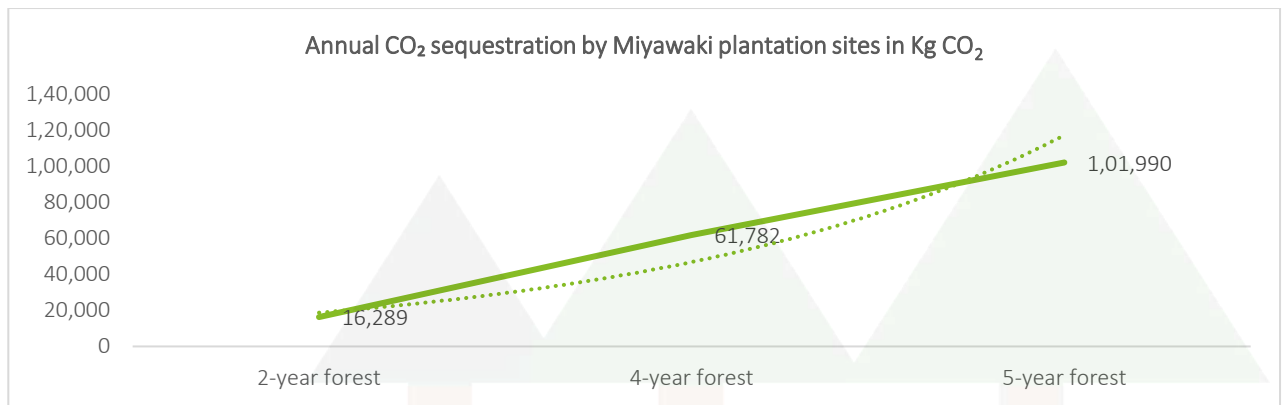 Annual CO₂ sequestration by Miyawaki plantation sites in Kg CO₂
1,40,000
1,20,000
1,00,000
80,000
60,000
40,000
20,000
0
16,289
61,782
1,01,990
2-year forest
4-year forest
5-year forest